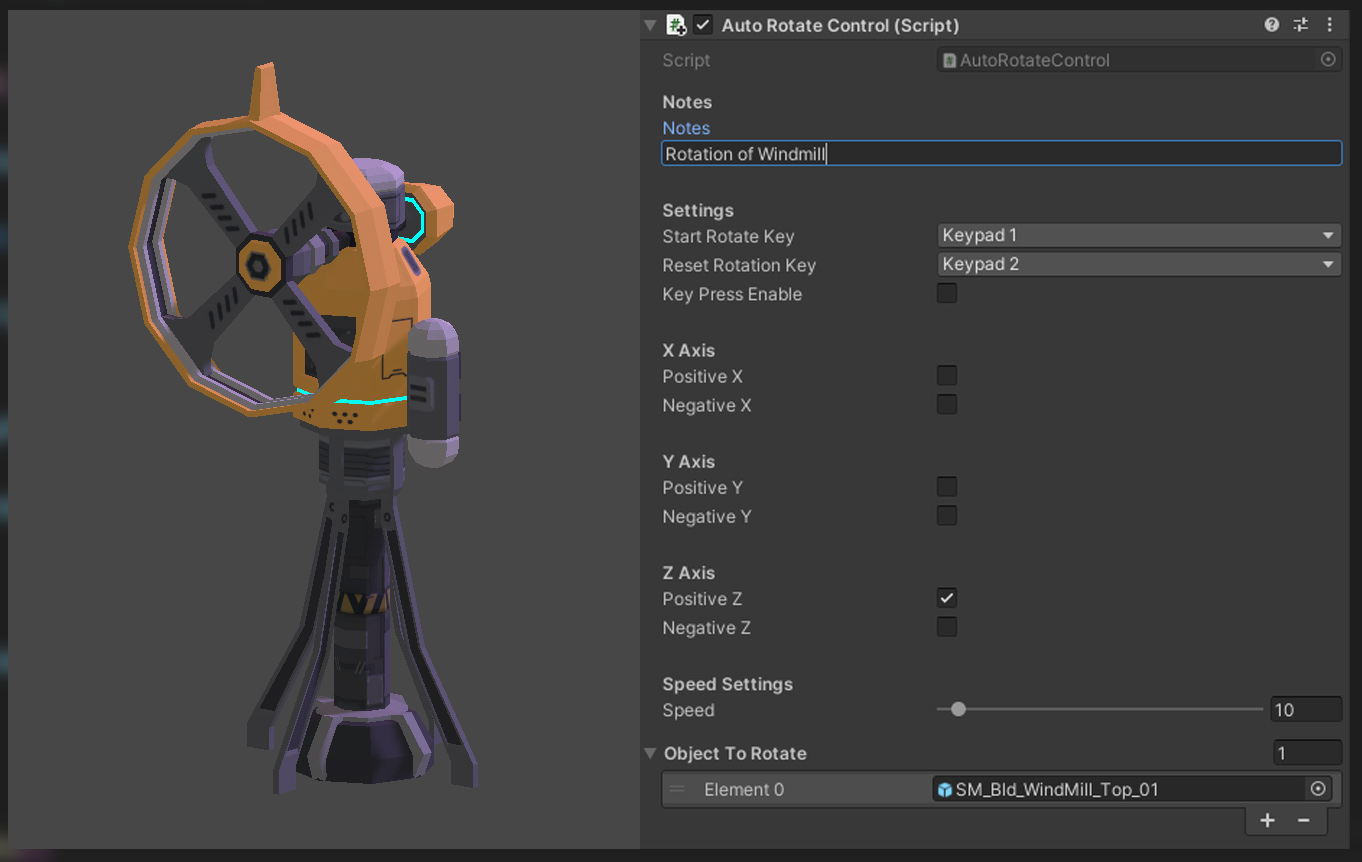 Auto Rotate Control (Script)
Script AutoRotateControl
Notes
Notes
Rotation of Windmill
Settings
Start Rotate Key Keypad 1
Reset Rotation Key Keypad 2
Key Press Enable
X Axis
Positive X
Negative X
Y Axis
Positive Y
Negative Y
Z Axis
Positive Z
Negative Z
Speed Settings
Speed 10
Object To Rotate 1
Element 0 SM_Bld_WindMill_Top_01